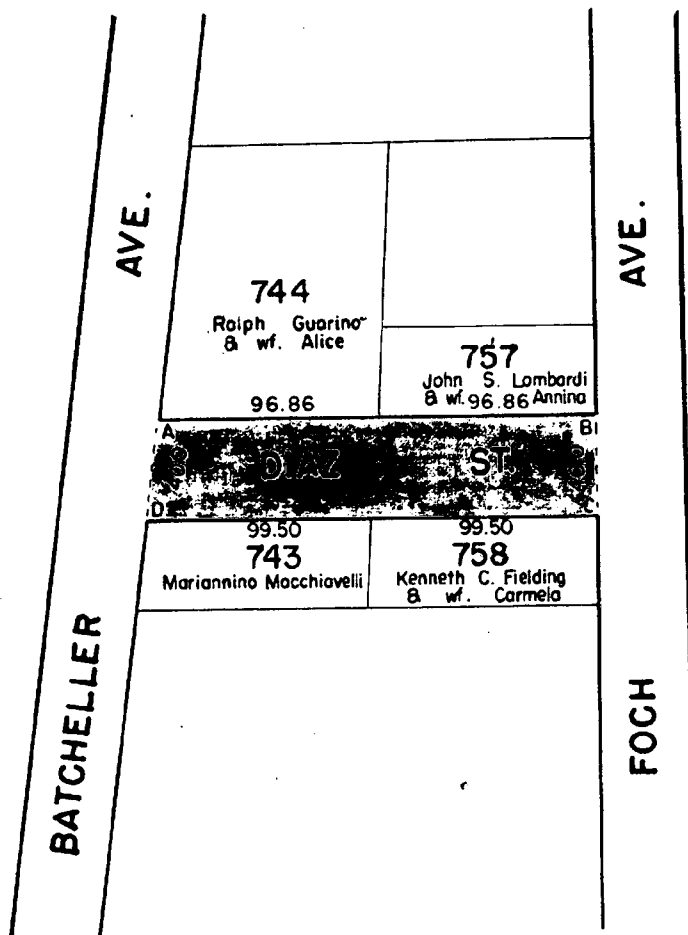 AVE.
AVE.
744
Ralph Guarino
& wf. Alice
96.86
757
John S. Lombardi
& wf. 96.86 Annina
A
B
DIAZ ST.
D
C
99.50
99.50
743
758
Mariannino Macchiavelli
Kenneth C. Fielding
& wf. Carmela
BATCHELLER
FOCH